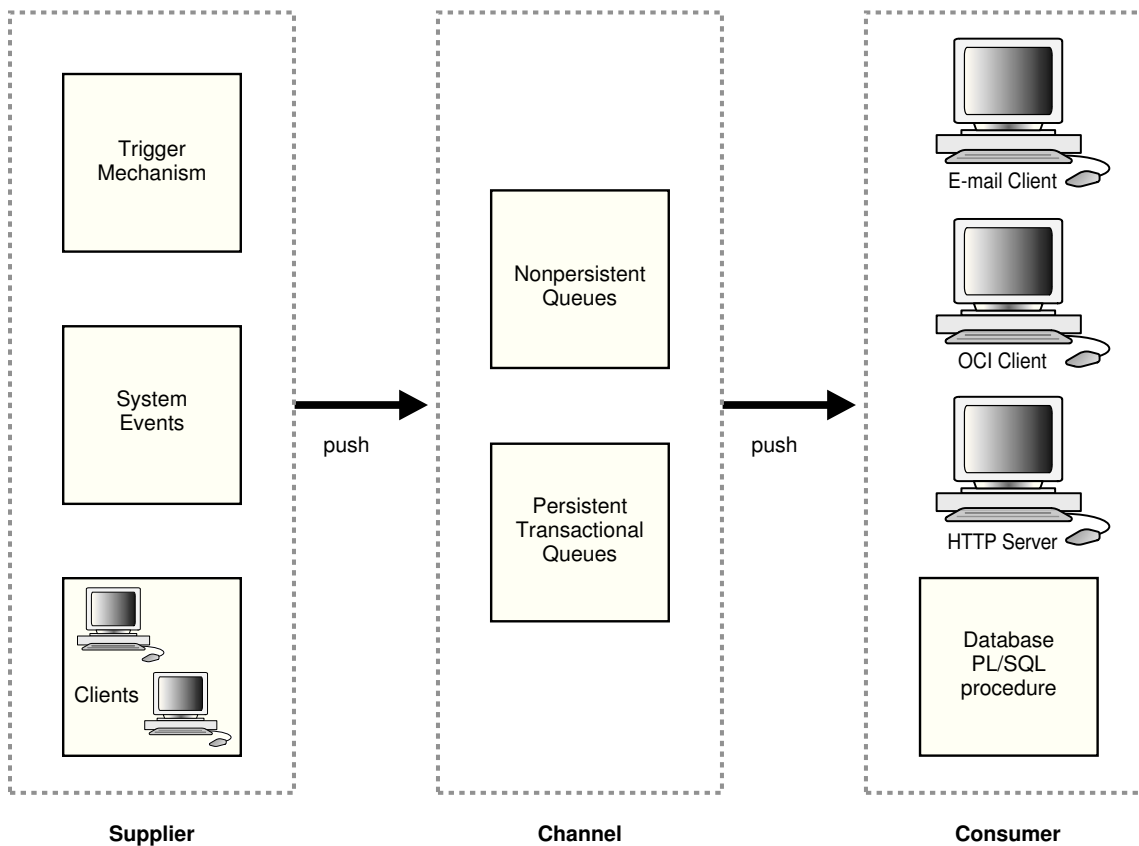 Trigger
Mechanism
System
Events
Clients
Supplier
push
Nonpersistent
Queues
Persistent
Transactional
Queues
Channel
push
E-mail Client
OCI Client
HTTP Server
Database
PL/SQL
procedure
Consumer